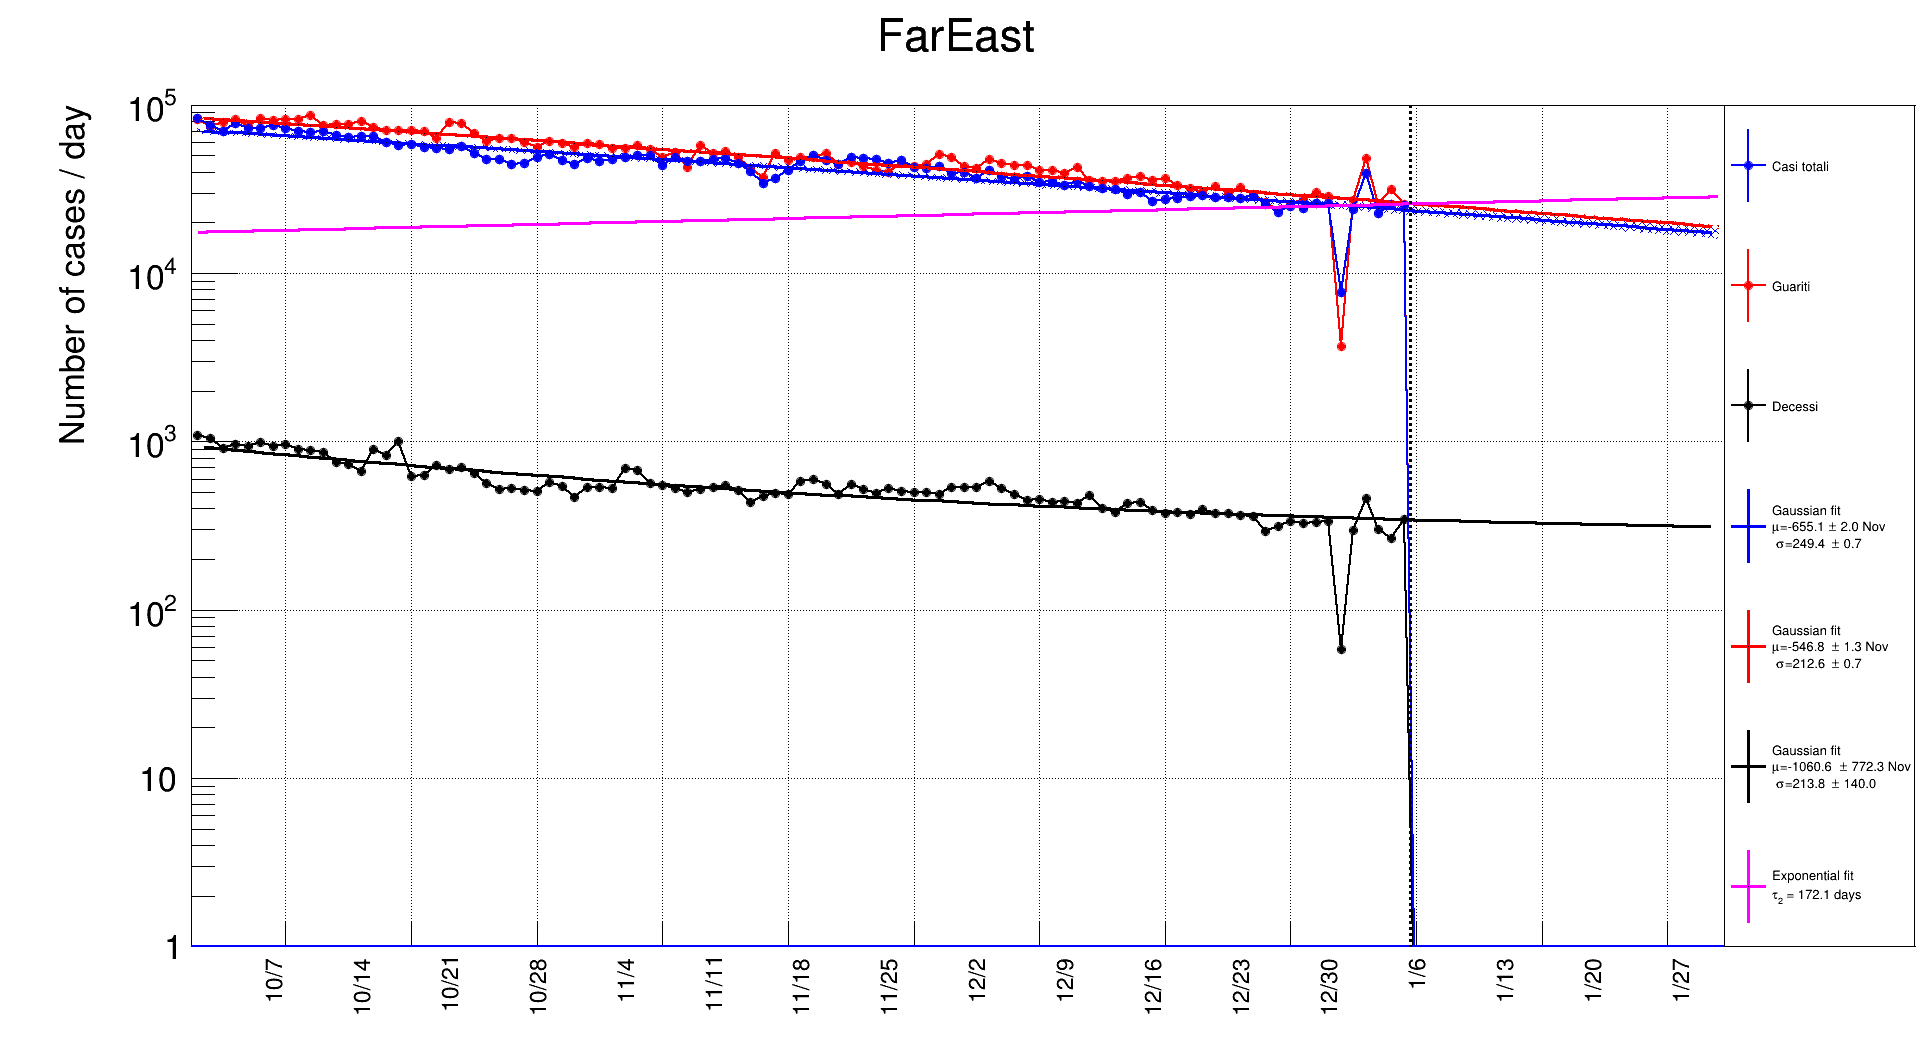 FarEast
Number of cases / day
10^5
10^4
10^3
10^2
10
1
10/7
10/14
10/21
10/28
11/4
11/11
11/18
11/25
12/2
12/9
12/16
12/23
12/30
1/6
1/13
1/20
1/27
Casi totali
Guariti
Decessi
Gaussian fit
μ=-655.1 ± 2.0 Nov
σ=249.4 ± 0.7
Gaussian fit
μ=-546.8 ± 1.3 Nov
σ=212.6 ± 0.7
Gaussian fit
μ=-1060.6 ± 772.3 Nov
σ=213.8 ± 140.0
Exponential fit
τ₂ = 172.1 days